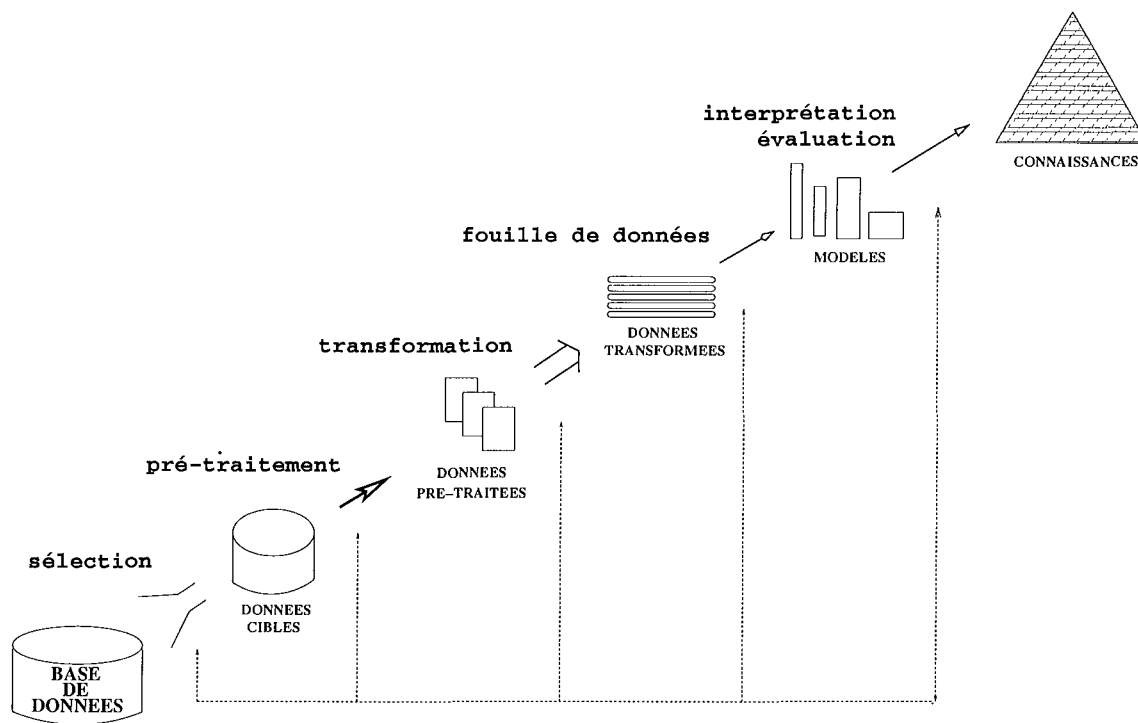 interprétation
évaluation
CONNAISSANCES
fouille de données
MODELES
transformation
DONNEES
TRANSFORMEES
pré-traitement
DONNEES
PRE-TRAITEES
sélection
DONNEES
CIBLES
BASE
DE
DONNEES